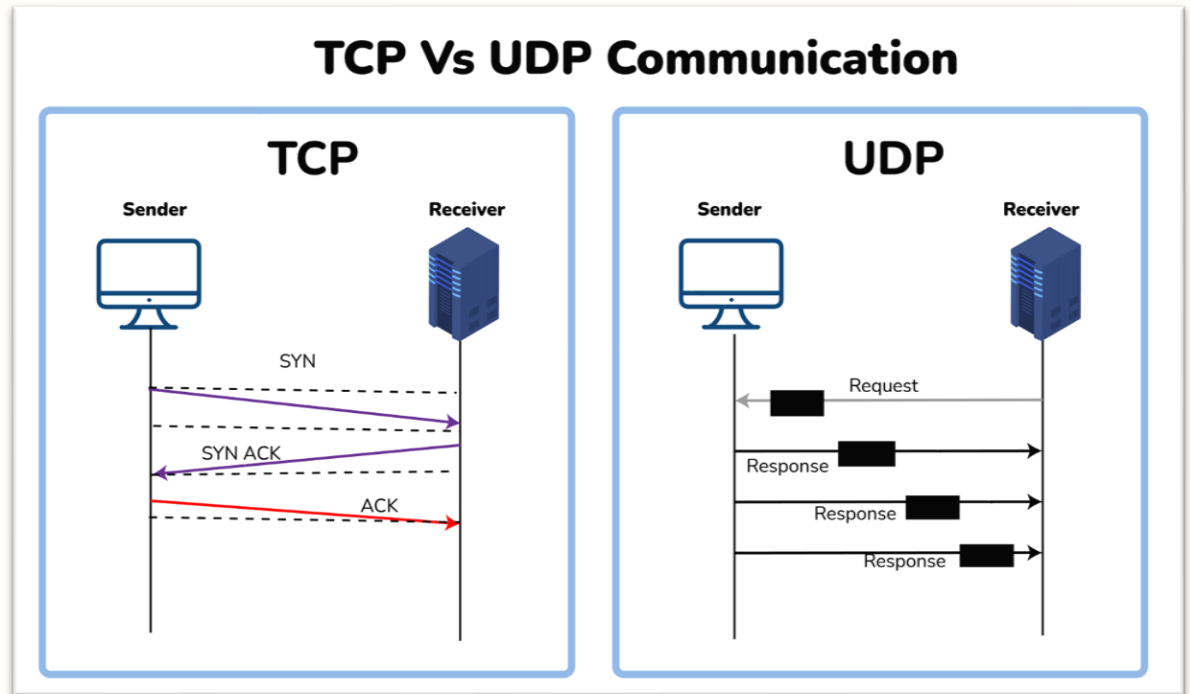 TCP Vs UDP Communication
TCP
Sender
Receiver
SYN
SYN ACK
ACK
UDP
Sender
Receiver
Request
Response
Response
Response